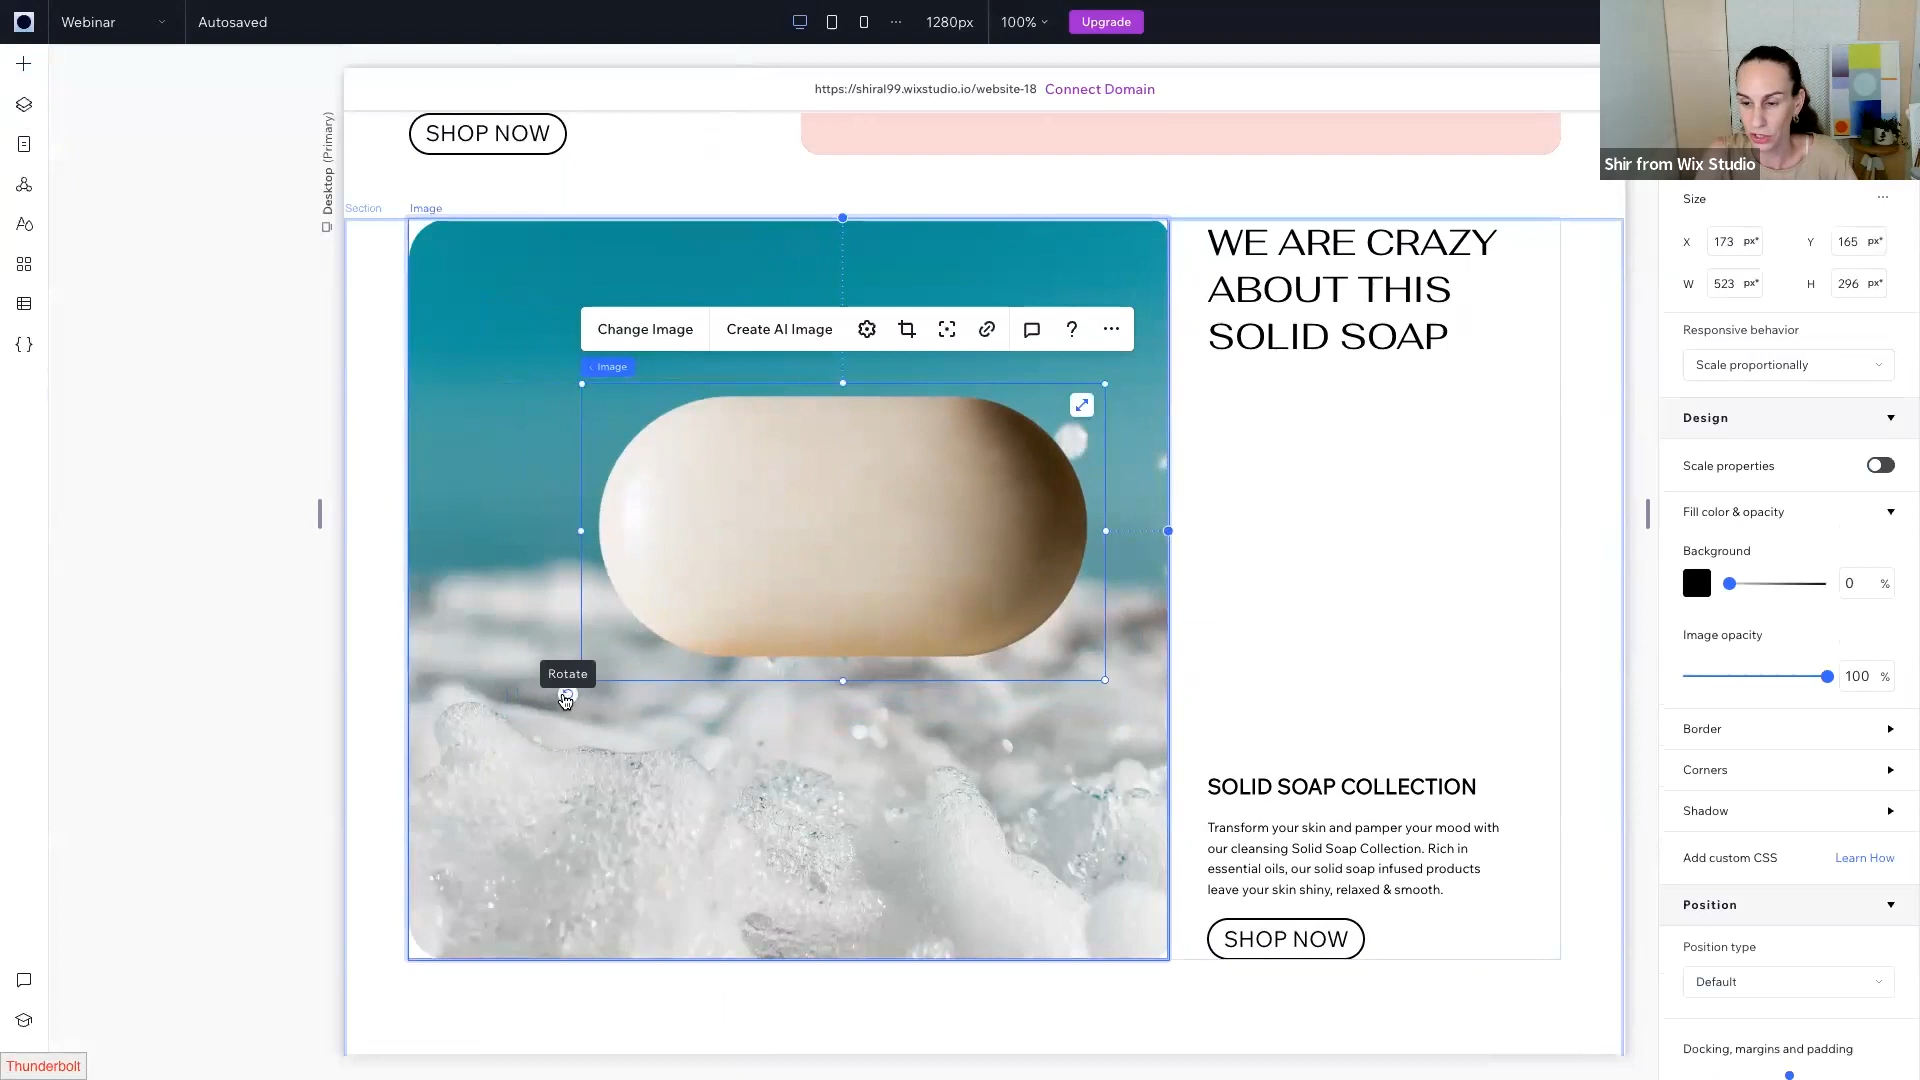 Webinar
Autosaved
1280px
100%
Upgrade
Shir from Wix Studio
https://shiral99.wixstudio.io/website-18 Connect Domain
Desktop (Primary)
SHOP NOW
Section
Image
Change Image
Create AI Image
Image
Rotate
WE ARE CRAZY
ABOUT THIS
SOLID SOAP
SOLID SOAP COLLECTION
Transform your skin and pamper your mood with
our cleansing Solid Soap Collection. Rich in
essential oils, our solid soap infused products
leave your skin shiny, relaxed & smooth.
SHOP NOW
Size
X 173 px* Y 165 px*
W 523 px* H 296 px*
Responsive behavior
Scale proportionally
Design
Scale properties
Fill color & opacity
Background
0 %
Image opacity
100 %
Border
Corners
Shadow
Add custom CSS Learn How
Position
Position type
Default
Docking, margins and padding
Thunderbolt